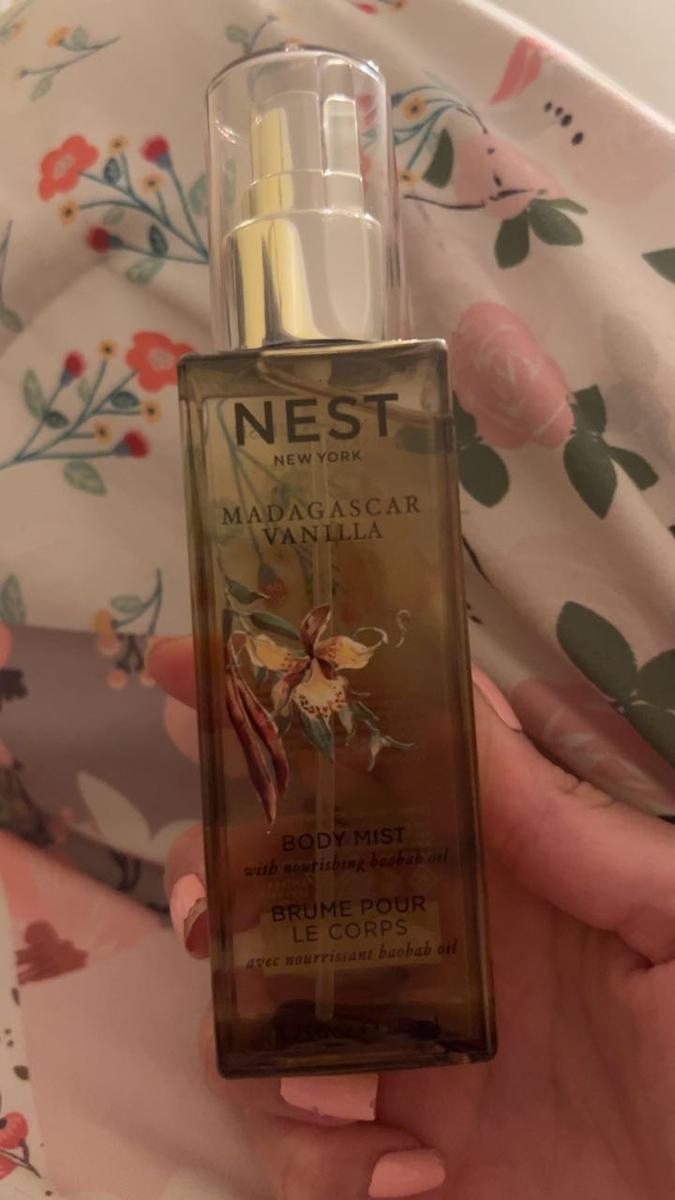 NEST
NEW YORK
MADAGASCAR
VANILLA
BODY MIST
with nourishing baobab oil
BRUME POUR
LE CORPS
avec nourrissant baobab oil